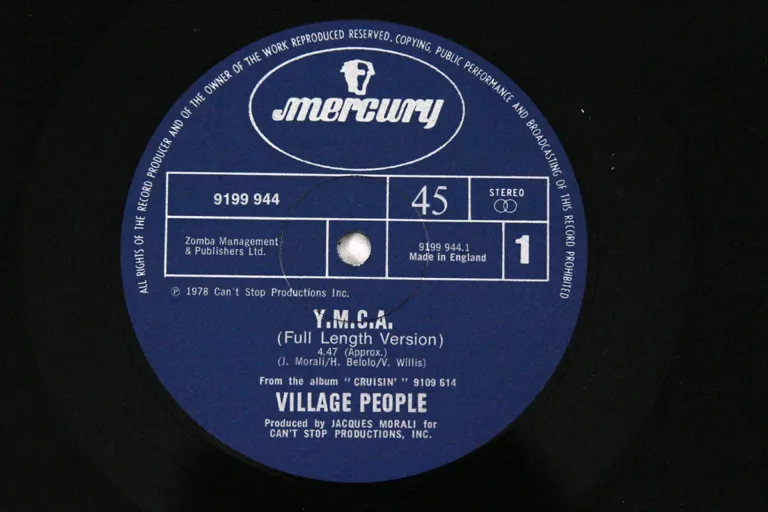 ALL RIGHTS OF THE RECORD PRODUCER AND OF THE OWNER OF THE WORK REPRODUCED RESERVED. COPYING, PUBLIC PERFORMANCE AND BROADCASTING OF THIS RECORD PROHIBITED
mercury
9199 944
45
STEREO
Zomba Management
& Publishers Ltd.
9199 944.1
Made in England
1
℗ 1978 Can't Stop Productions Inc.
Y.M.C.A.
(Full Length Version)
4.47 (Approx.)
(J. Morali/H. Belolo/V. Willis)
From the album "CRUISIN'" 9109 614
VILLAGE PEOPLE
Produced by JACQUES MORALI for
CAN'T STOP PRODUCTIONS, INC.